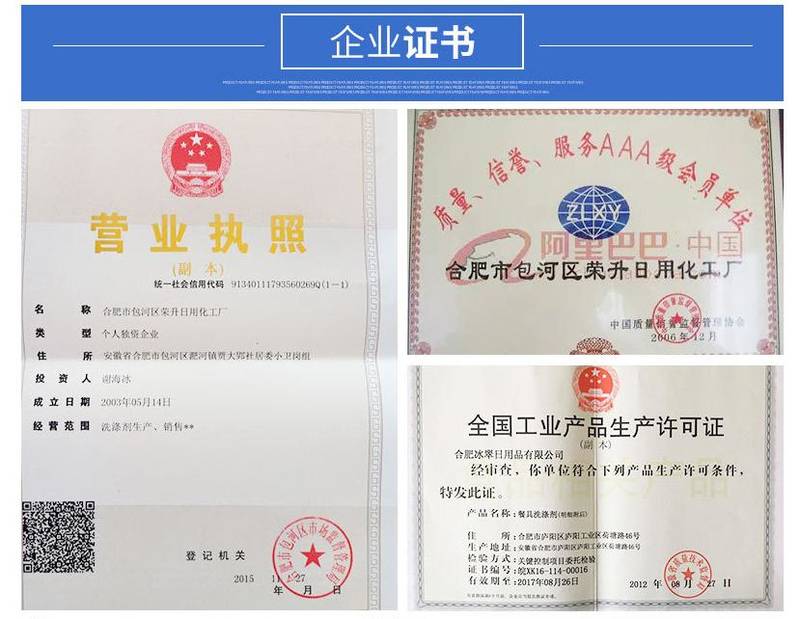 企业证书
营业执照
(副 本)
统一社会信用代码 91340111793560269Q(1-1)
名 称 合肥市包河区荣升日用化工厂
类 型 个人独资企业
住 所 安徽省合肥市包河区淝河镇贾大郢社居委小卫岗组
投 资 人 谢海冰
成 立 日 期 2003年05月14日
经 营 范 围 洗涤剂生产、销售**
登 记 机 关
2015 27
年 月 日
质量、信誉、服务AAA级会员单位
ZLXY
阿里巴巴·中国
合肥市包河区荣升日用化工厂
中国质量信誉监督管理协会
2006 年 12 月
全国工业产品生产许可证
(副 本)
合肥冰翠日用品有限公司
经审查，你单位符合下列产品生产许可条件，
特发此证。
产 品 名 称：餐具洗涤剂(明细附后)
住 所：合肥市庐阳区庐阳工业区荷塘路46号
生 产 地 址：安徽省合肥市庐阳区庐阳工业区荷塘路46号
检 验 方 式：关键控制项目委托检验
证 书 编 号：皖XK16-114-00016
有 效 期 至：2017年08月26日
2012 年 08 月 27 日